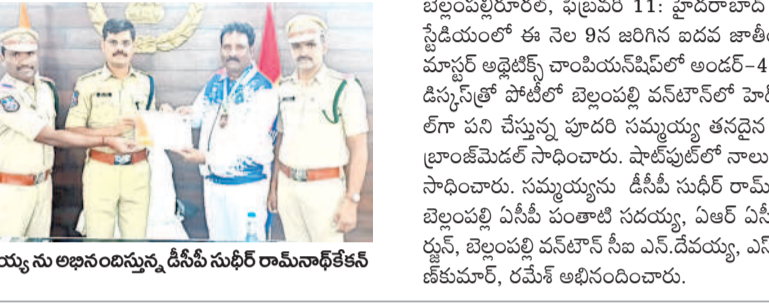 య్య ను అభినందిస్తున్న డీసీపీ సుధీర్ రామ్‌నాథ్‌కేకన్
బెల్లంపల్లిరూరల్, ఫిబ్రవరి 11: హైదరాబాద్
స్టేడియంలో ఈ నెల 9న జరిగిన ఐదవ జాతీయ
మాస్టర్ అథ్లెటిక్స్ చాంపియన్‌షిప్‌లో అండర్-4
డిస్కస్‌త్రో పోటీలో బెల్లంపల్లి వన్‌టౌన్‌లో హెడ్
ల్‌గా పని చేస్తున్న పూదరి సమ్మయ్య తనదైన
బ్రాంజ్‌మెడల్ సాధించారు. షాట్‌ఫుట్‌లో నాలు
సాధించారు. సమ్మయ్యను డీసీపీ సుధీర్ రామ్
బెల్లంపల్లి ఏసీపీ పంతాటి సదయ్య, ఏఆర్ ఏసీ
ర్జున్, బెల్లంపల్లి వన్‌టౌన్ సీఐ ఎన్.దేవయ్య, ఎస్
ణ్‌కుమార్, రమేశ్ అభినందించారు.